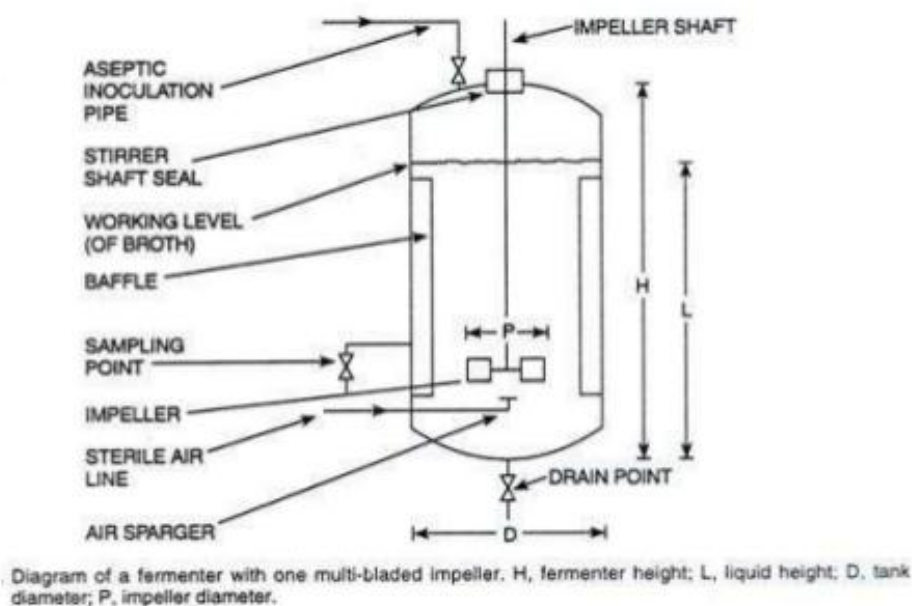 IMPELLER SHAFT
ASEPTIC
INOCULATION
PIPE
STIRRER
SHAFT SEAL
WORKING LEVEL
(OF BROTH)
BAFFLE
H
L
P
SAMPLING
POINT
IMPELLER
STERILE AIR
LINE
DRAIN POINT
AIR SPARGER
D
. Diagram of a fermenter with one multi-bladed impeller. H, fermenter height; L, liquid height; D, tank
diameter; P, impeller diameter.